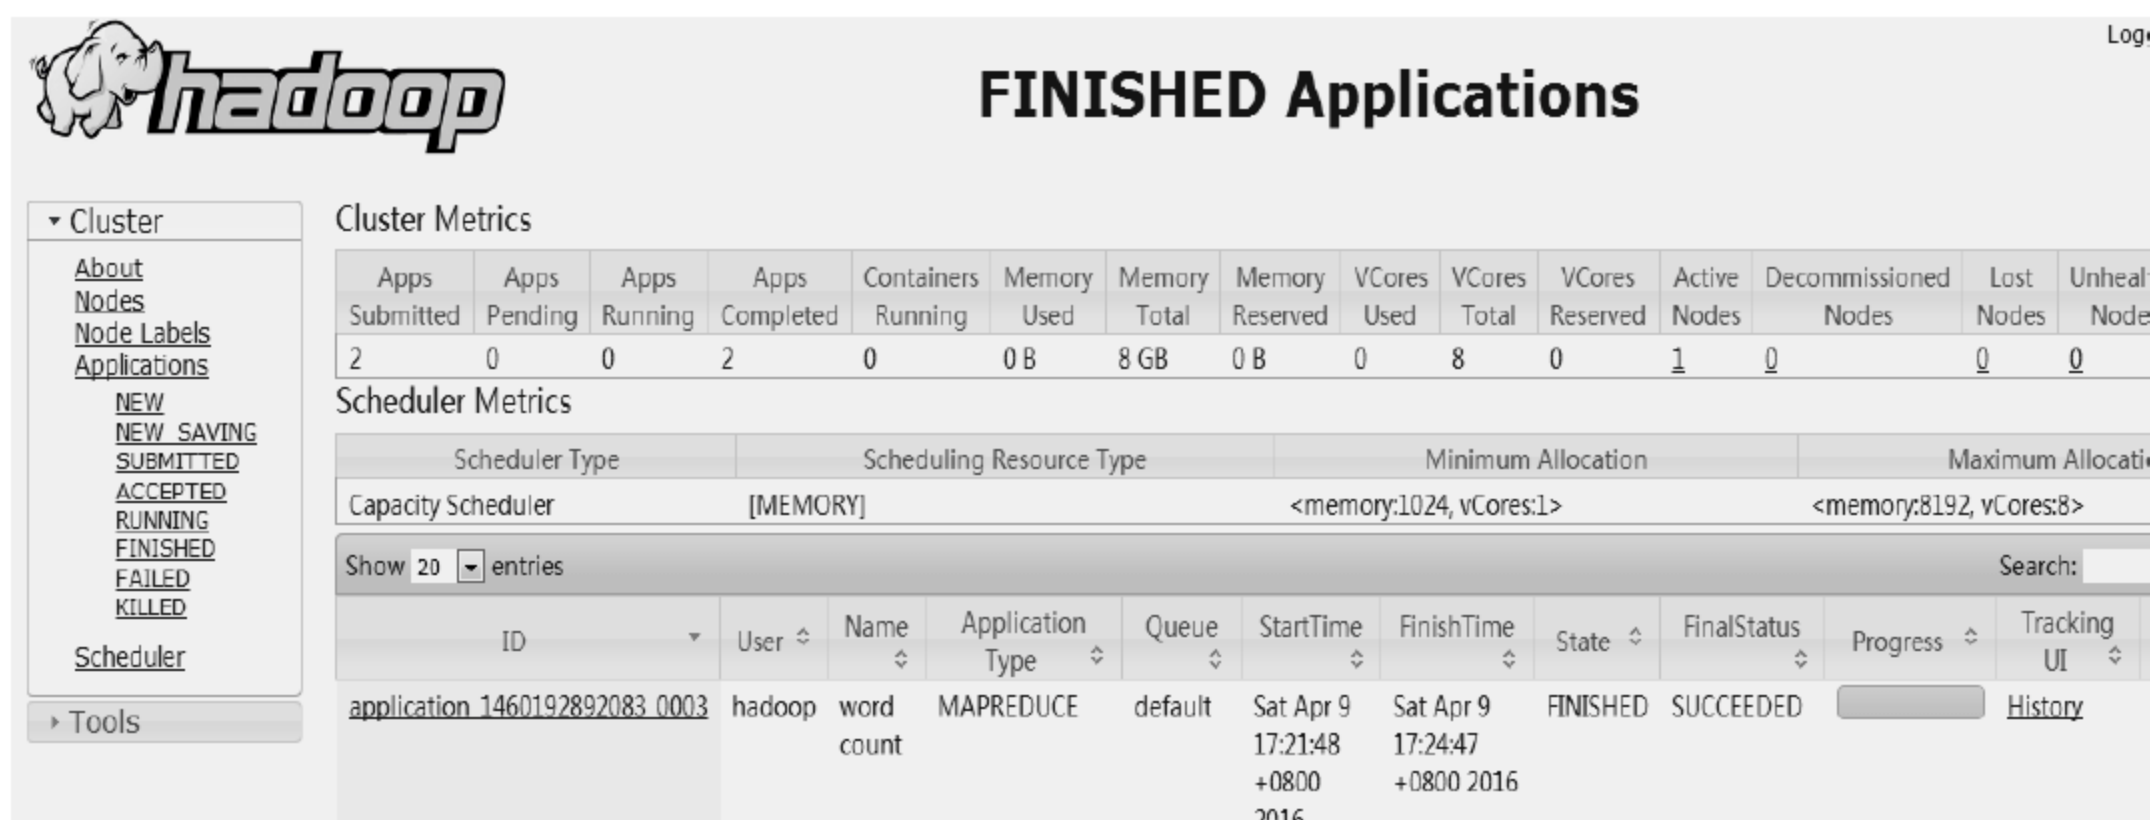 hadoop
FINISHED Applications
Cluster
About
Nodes
Node Labels
Applications
NEW
NEW_SAVING
SUBMITTED
ACCEPTED
RUNNING
FINISHED
FAILED
KILLED
Scheduler
Tools
Cluster Metrics
Apps Submitted Apps Pending Apps Running Apps Completed Containers Running Memory Used Memory Total Memory Reserved VCores Used VCores Total VCores Reserved Active Nodes Decommissioned Nodes Lost Nodes
2 0 0 2 0 0 B 8 GB 0 B 0 8 0 1 0 0 0
Scheduler Metrics
Scheduler Type Scheduling Resource Type Minimum Allocation Maximum
Capacity Scheduler [MEMORY] <memory:1024, vCores:1> <memory:8192, vCores:8>
Show 20 entries Search:
ID User Name Application Type Queue StartTime FinishTime State FinalStatus Progress Tracking UI
application_1460192892083_0003 hadoop word MAPREDUCE default Sat Apr 9 Sat Apr 9 FINISHED SUCCEEDED History
count 17:21:48 17:24:47
+0800 +0800 2016
2016